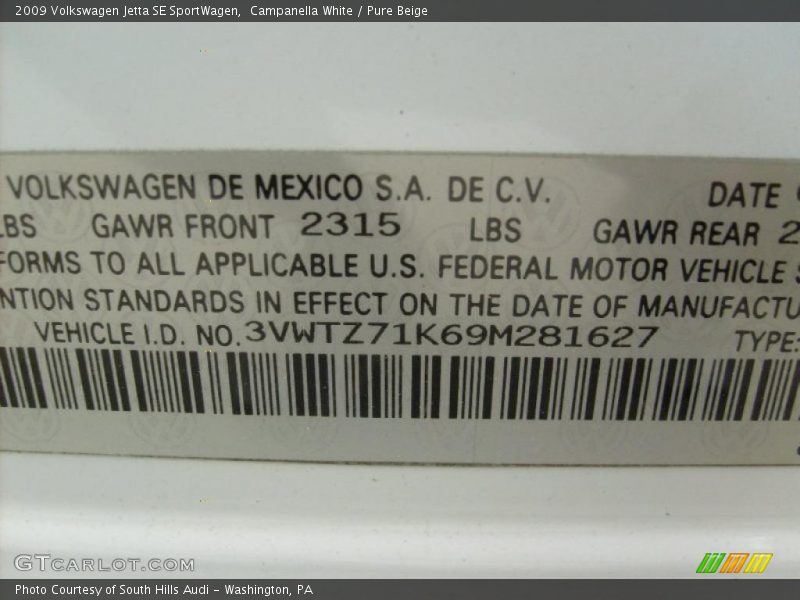 2009 Volkswagen Jetta SE SportWagen, Campanella White / Pure Beige
VOLKSWAGEN DE MEXICO S.A. DE C.V. DATE
LBS GAWR FRONT 2315 LBS GAWR REAR 2
FORMS TO ALL APPLICABLE U.S. FEDERAL MOTOR VEHICLE S
NTION STANDARDS IN EFFECT ON THE DATE OF MANUFACTU
VEHICLE I.D. NO. 3VWTZ71K69M281627 TYPE:
GTCARLOT.COM
Photo Courtesy of South Hills Audi - Washington, PA